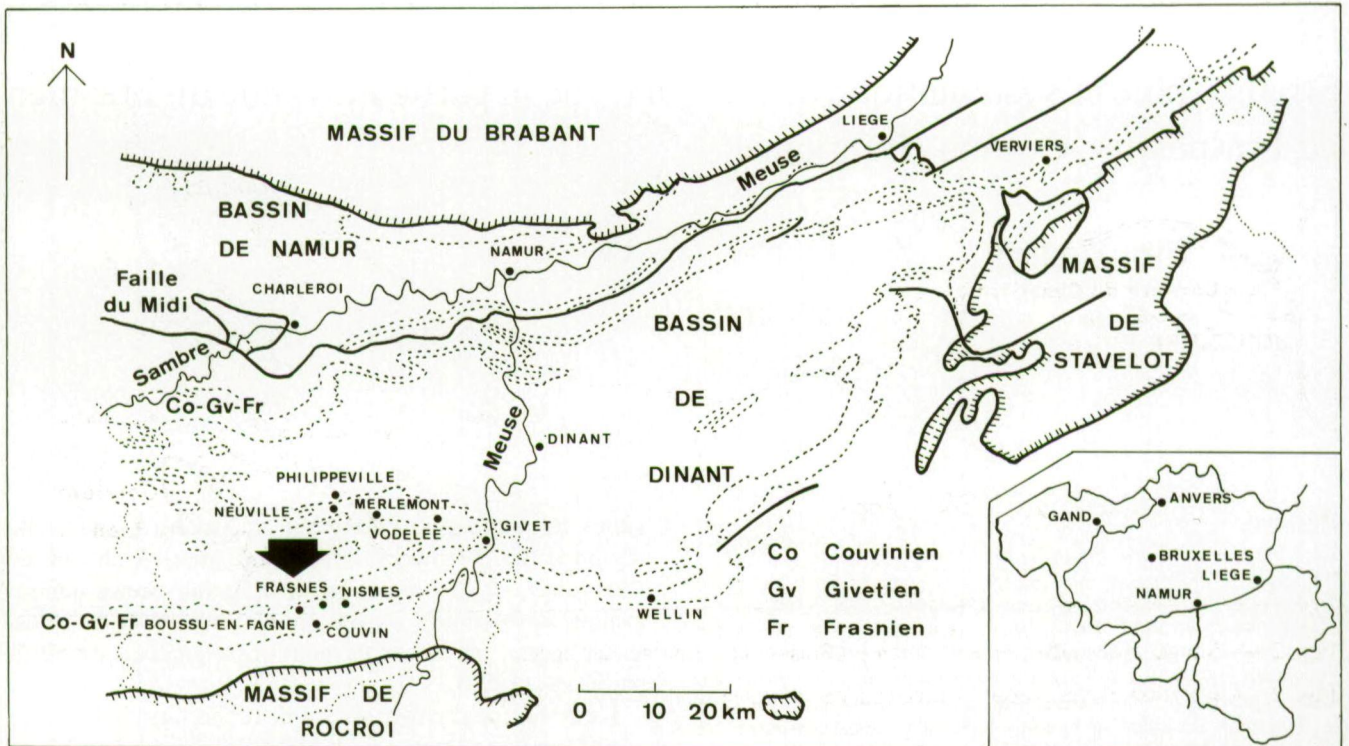 N
MASSIF DU BRABANT
LIEGE
VERVIERS
Meuse
BASSIN
DE NAMUR
NAMUR
Faille
du Midi
CHARLEROI
MASSIF
DE
STAVELOT
BASSIN
DE
DINANT
Sambre
Co-Gv-Fr
Meuse
DINANT
PHILIPPEVILLE
NEUVILLE
MERLEMONT
VODELEE
GIVET
FRASNES
NISMES
Co-Gv-Fr
BOUSSU-EN-FAGNE
COUVIN
WELLIN
Co Couvinien
Gv Givetien
Fr Frasnien
MASSIF DE
ROCROI
0 10 20 km
ANVERS
GAND
BRUXELLES
LIEGE
NAMUR